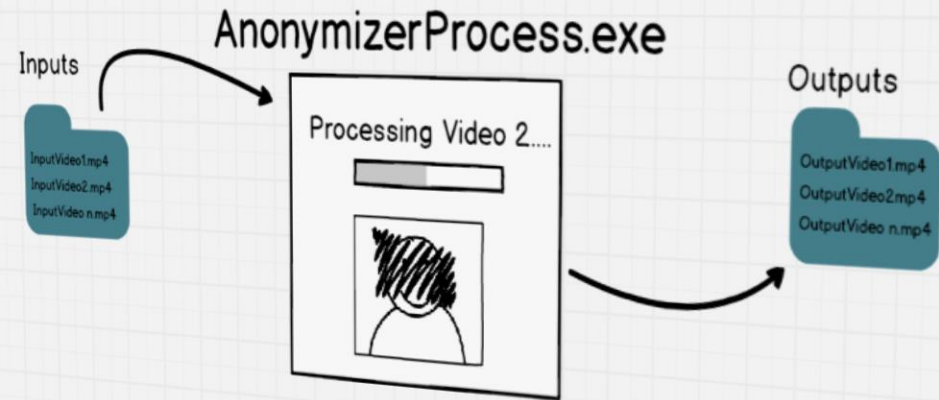 AnonymizerProcess.exe
Inputs
InputVideo1.mp4
InputVideo2.mp4
InputVideo n.mp4
Processing Video 2....
Outputs
OutputVideo1.mp4
OutputVideo2mp4
OutputVideo n.mp4